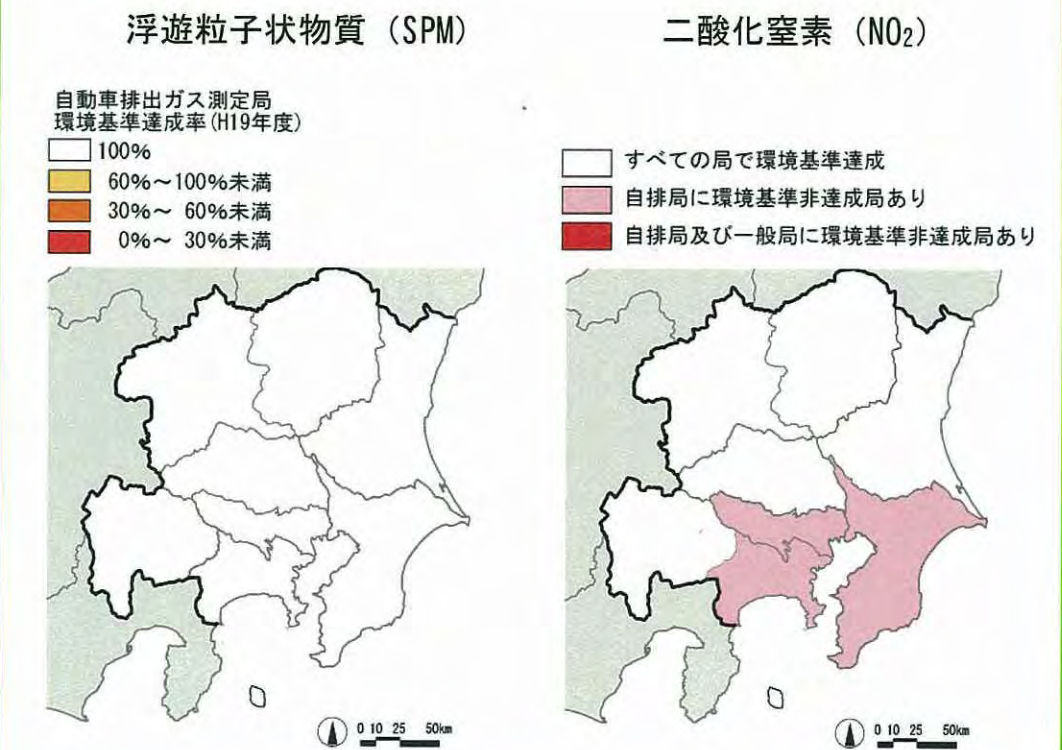 浮遊粒子状物質（SPM）
自動車排出ガス測定局
環境基準達成率(H19年度)
100%
60%～100%未満
30%～ 60%未満
0%～ 30%未満
0 10 25 50km
二酸化窒素（NO₂）
すべての局で環境基準達成
自排局に環境基準非達成局あり
自排局及び一般局に環境基準非達成局あり
0 10 25 50km